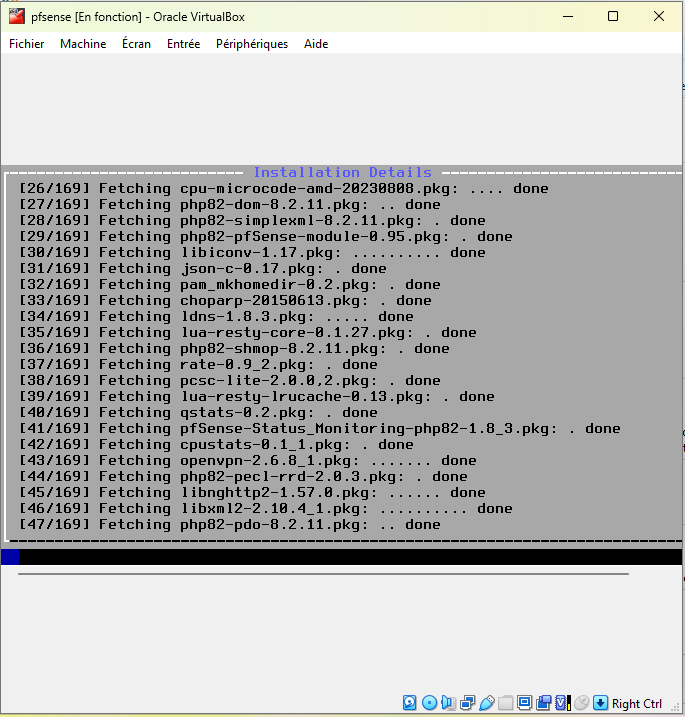 pfsense [En fonction] - Oracle VirtualBox
Fichier Machine Écran Entrée Périphériques Aide
Installation Details
[26/169] Fetching cpu-microcode-amd-20230808.pkg: .... done
[27/169] Fetching php82-dom-8.2.11.pkg: .. done
[28/169] Fetching php82-simplexml-8.2.11.pkg: . done
[29/169] Fetching php82-pfSense-module-0.95.pkg: . done
[30/169] Fetching libiconv-1.17.pkg: .......... done
[31/169] Fetching json-c-0.17.pkg: . done
[32/169] Fetching pam_mkhomedir-0.2.pkg: . done
[33/169] Fetching choparp-20150613.pkg: . done
[34/169] Fetching ldns-1.8.3.pkg: ..... done
[35/169] Fetching lua-resty-core-0.1.27.pkg: . done
[36/169] Fetching php82-shmop-8.2.11.pkg: . done
[37/169] Fetching rate-0.9_2.pkg: . done
[38/169] Fetching pcsc-lite-2.0.0,2.pkg: . done
[39/169] Fetching lua-resty-lrucache-0.13.pkg: . done
[40/169] Fetching qstats-0.2.pkg: . done
[41/169] Fetching pfSense-Status_Monitoring-php82-1.8_3.pkg: . done
[42/169] Fetching cpustats-0.1_1.pkg: . done
[43/169] Fetching openvpn-2.6.8_1.pkg: ....... done
[44/169] Fetching php82-pecl-rrd-2.0.3.pkg: . done
[45/169] Fetching libnghttp2-1.57.0.pkg: ...... done
[46/169] Fetching libxml2-2.10.4_1.pkg: .......... done
[47/169] Fetching php82-pdo-8.2.11.pkg: .. done
Right Ctrl